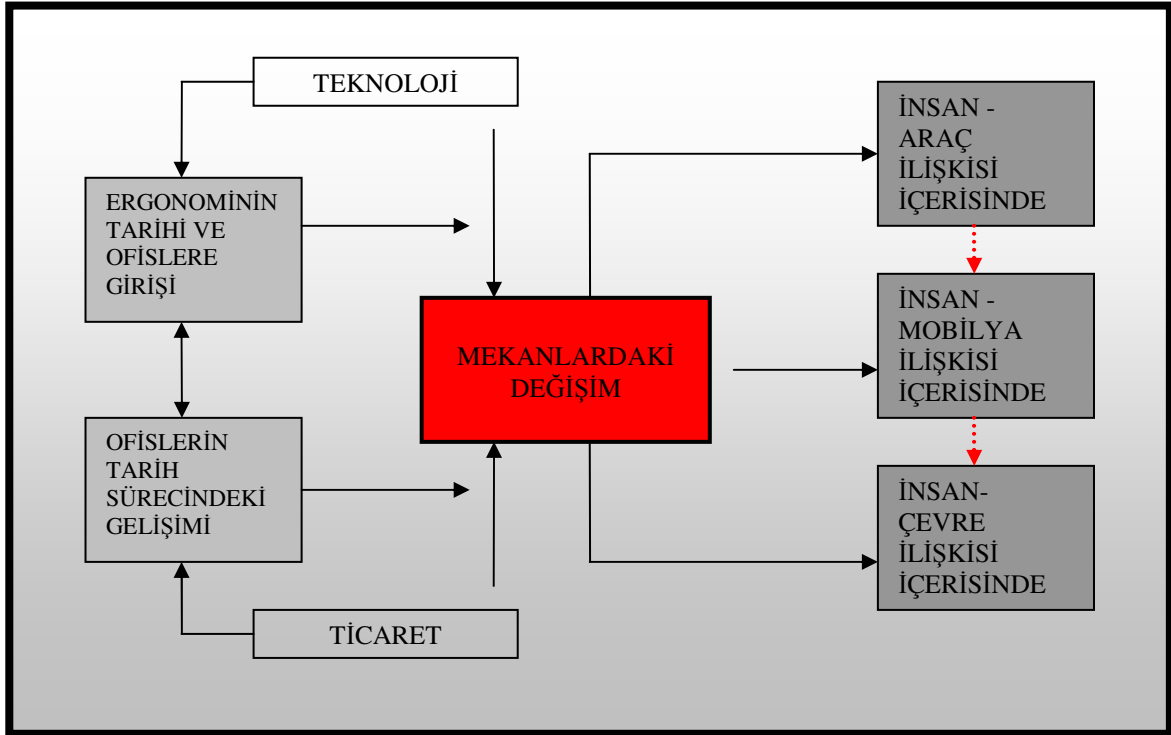 TEKNOLOJİ
ERGONOMİNİN
TARİHİ VE
OFİSLERE
GİRİŞİ
OFİSLERİN
TARİH
SÜRECİNDEKİ
GELİŞİMİ
TİCARET
MEKANLARDAKİ
DEĞİŞİM
İNSAN -
ARAÇ
İLİŞKİSİ
İÇERİSİNDE
İNSAN -
MOBİLYA
İLİŞKİSİ
İÇERİSİNDE
İNSAN-
ÇEVRE
İLİŞKİSİ
İÇERİSİNDE